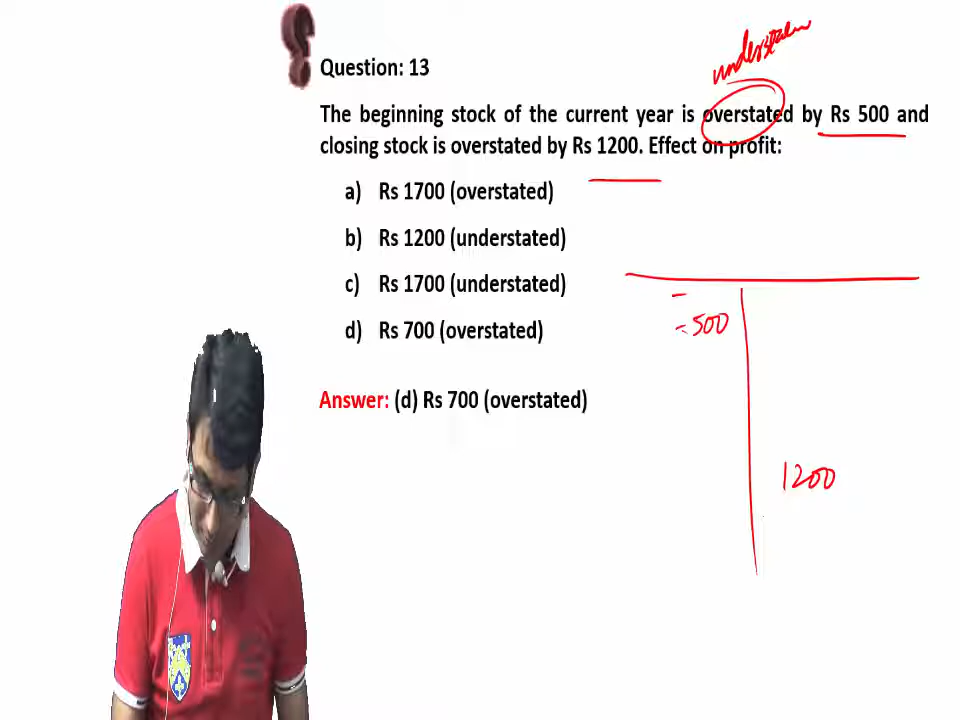 understatem
Question: 13
The beginning stock of the current year is overstated by Rs 500 and
closing stock is overstated by Rs 1200. Effect on profit:
a) Rs 1700 (overstated)
b) Rs 1200 (understated)
c) Rs 1700 (understated)
d) Rs 700 (overstated)
500
Answer: (d) Rs 700 (overstated)
1200